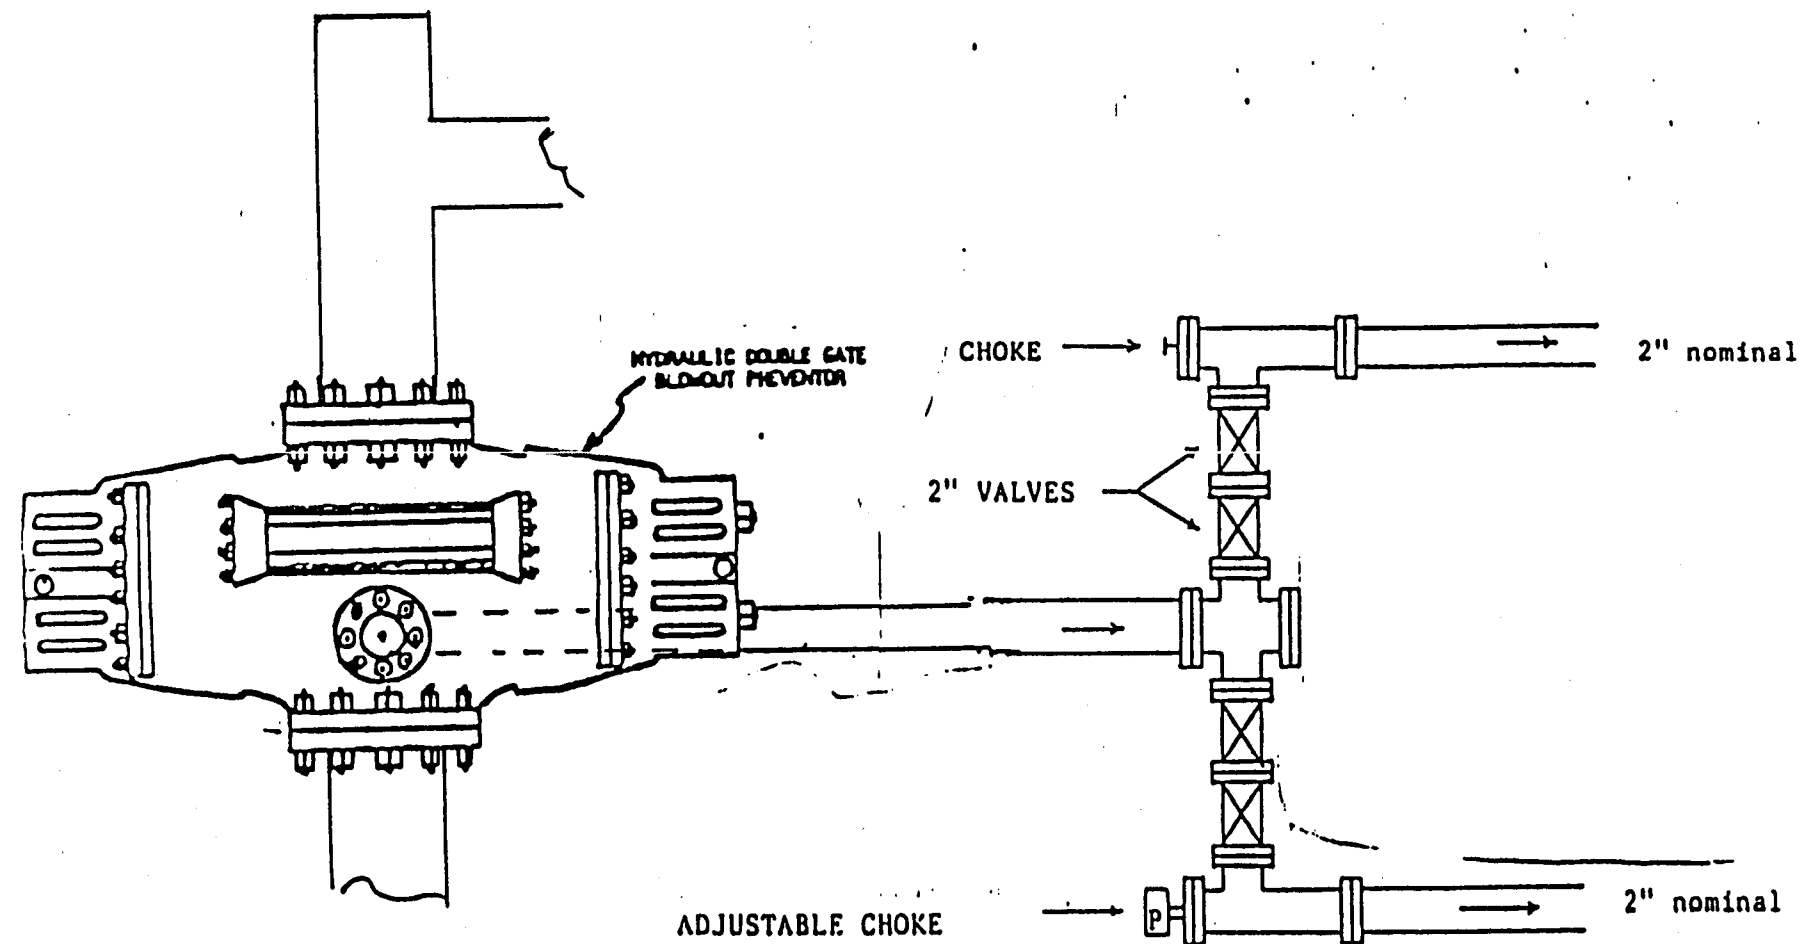 HYDRAULIC DOUBLE GATE
BLOWOUT PREVENTOR
CHOKE
2" nominal
2" VALVES
ADJUSTABLE CHOKE
P
2" nominal